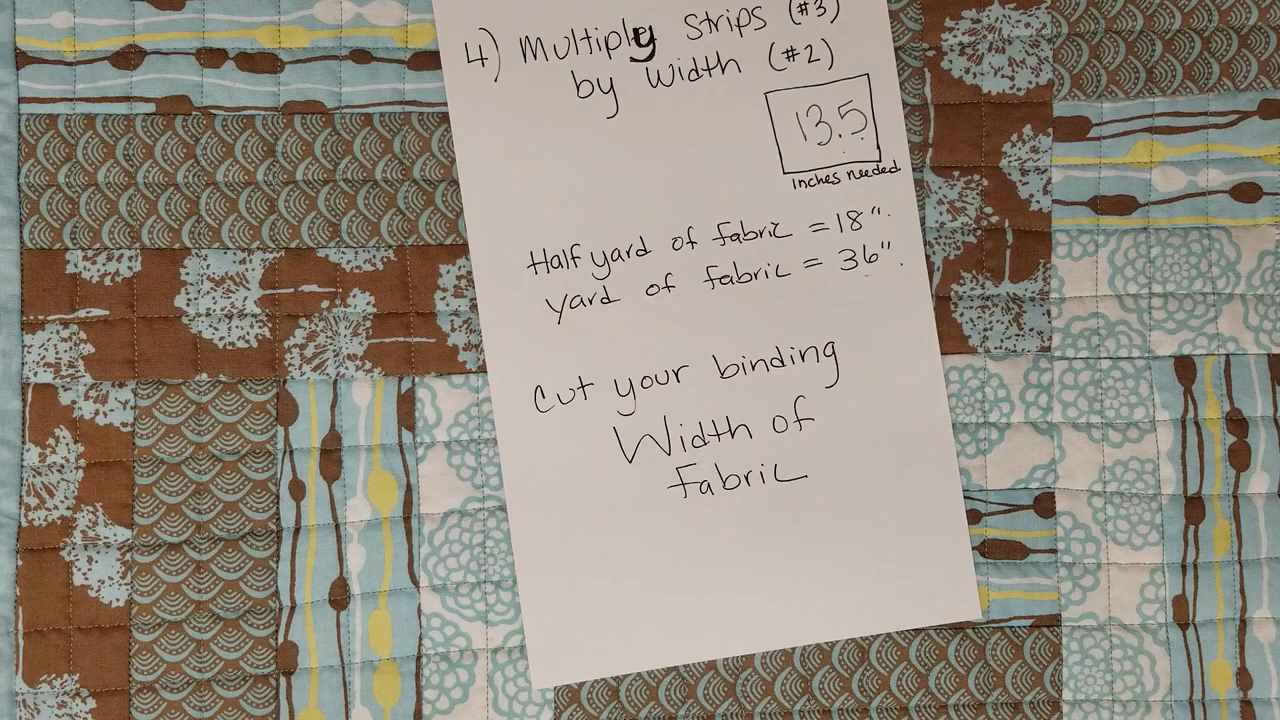 4) Multiply Strips (#3)
by Width (#2)
13.5
inches needed
Half yard of fabric = 18".
yard of fabric = 36".
Cut your binding
Width of
Fabric